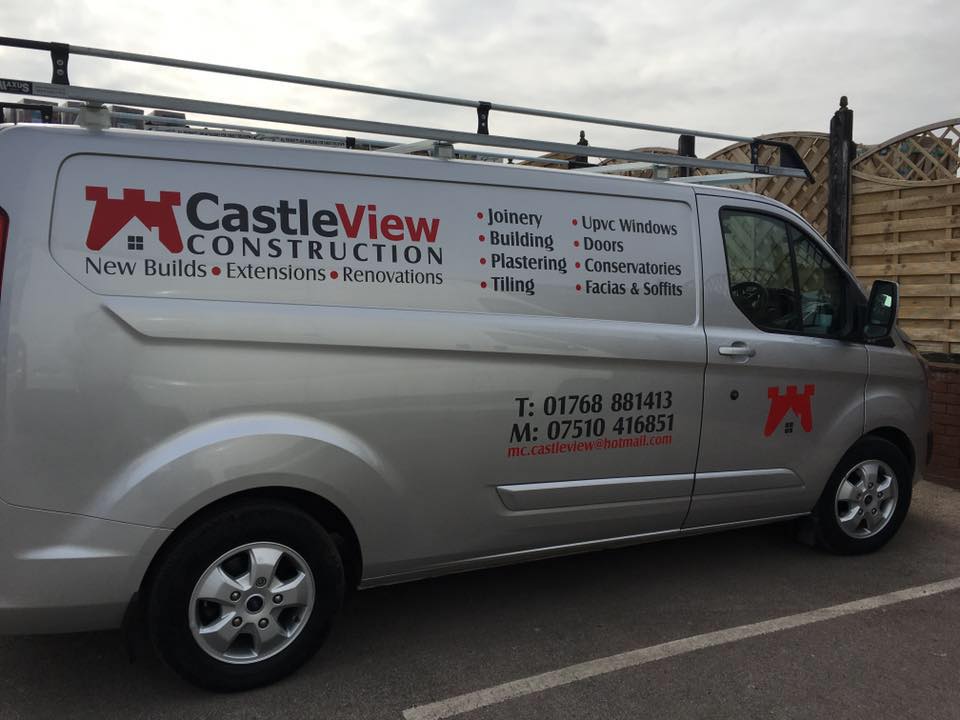 CastleView
CONSTRUCTION
New Builds • Extensions • Renovations
• Joinery
• Building
• Plastering
• Tiling
• Upvc Windows
• Doors
• Conservatories
• Facias & Soffits
T: 01768 881413
M: 07510 416851
mc.castleview@hotmail.com